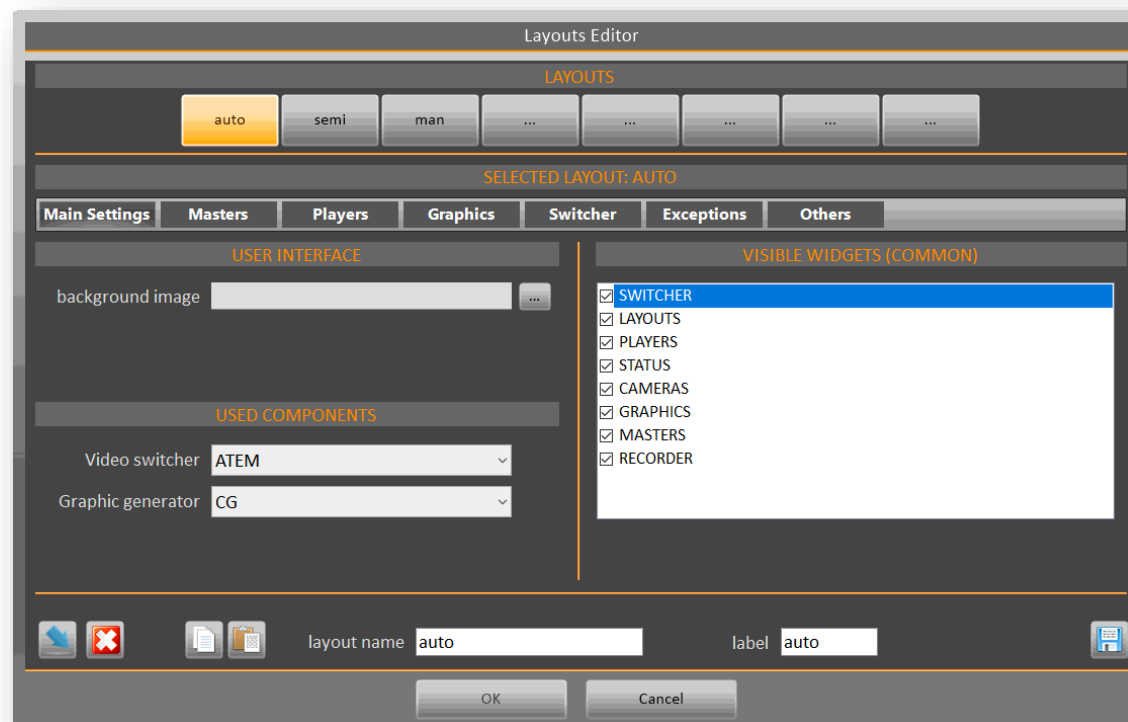 Layouts Editor
LAYOUTS
auto semi man ... ... ... ... ...
SELECTED LAYOUT: AUTO
Main Settings Masters Players Graphics Switcher Exceptions Others
USER INTERFACE
background image ...
USED COMPONENTS
Video switcher ATEM
Graphic generator CG
VISIBLE WIDGETS (COMMON)
SWITCHER
LAYOUTS
PLAYERS
STATUS
CAMERAS
GRAPHICS
MASTERS
RECORDER
layout name auto label auto
OK Cancel